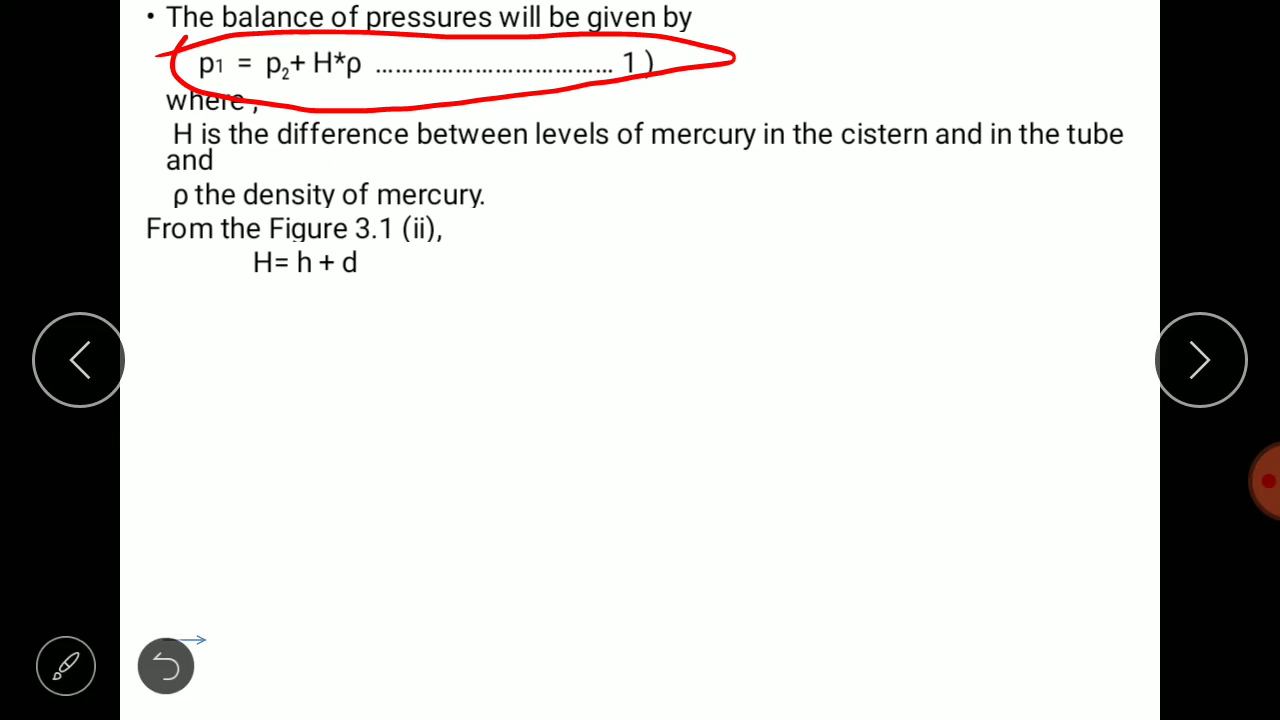 • The balance of pressures will be given by
p1 = p₂+ H*ρ ………………………………… 1 )
where ,
H is the difference between levels of mercury in the cistern and in the tube
and
ρ the density of mercury.
From the Figure 3.1 (ii),
H= h + d